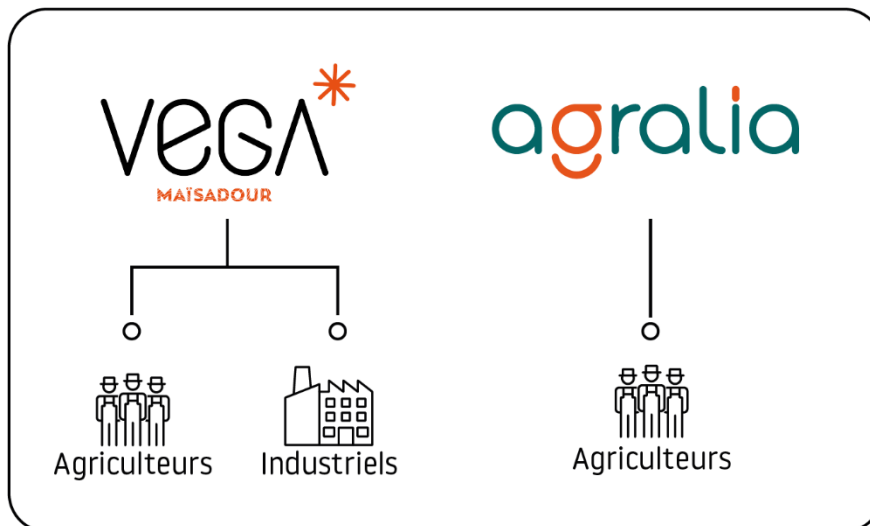 VEGA
MAÏSADOUR
agralia
Agriculteurs
Industriels
Agriculteurs